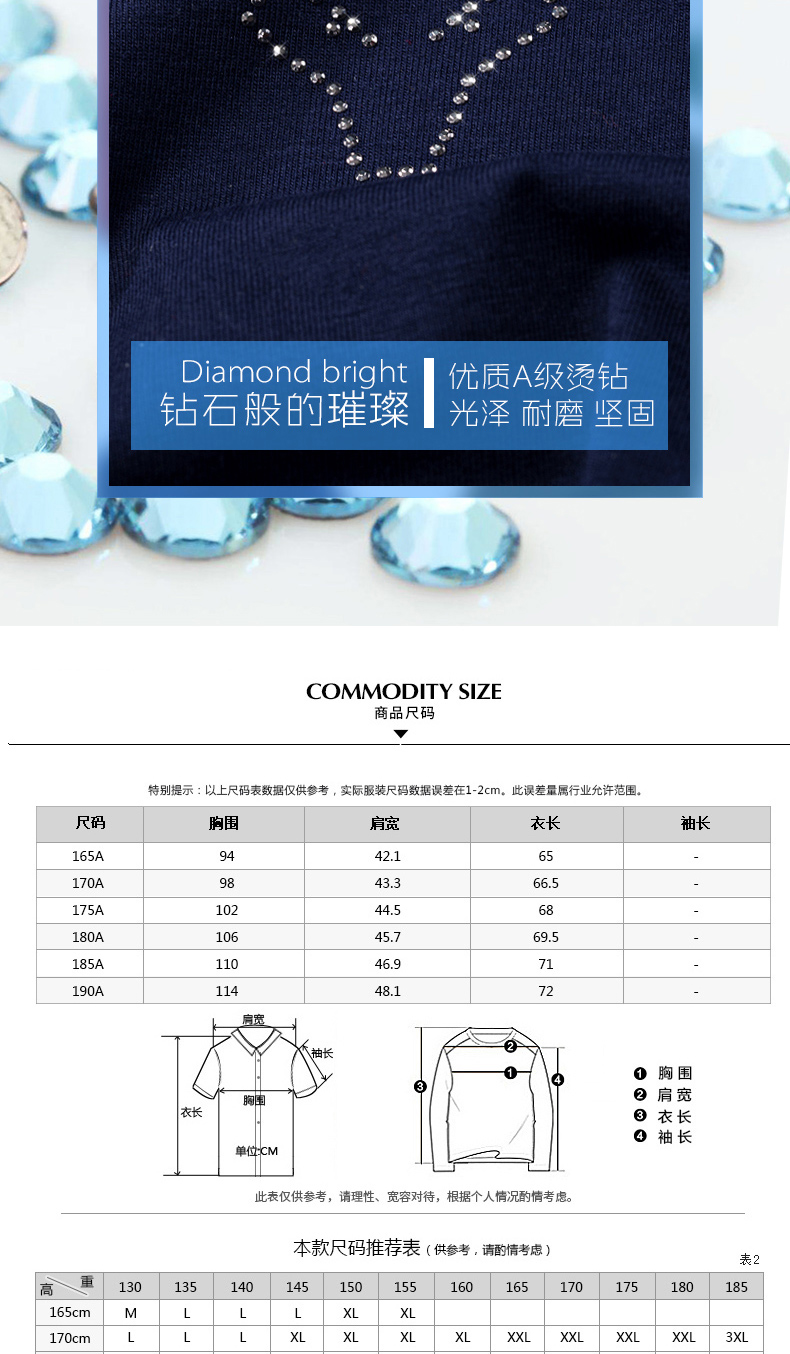 Diamond bright
钻石般的璀璨
优质A级烫钻
光泽 耐磨 坚固
COMMODITY SIZE
商品尺码
特别提示：以上尺码表数据仅供参考，实际服装尺码数据误差在1-2cm。此误差量属行业允许范围。
尺码 胸围 肩宽 衣长 袖长
165A 94 42.1 65 -
170A 98 43.3 66.5 -
175A 102 44.5 68 -
180A 106 45.7 69.5 -
185A 110 46.9 71 -
190A 114 48.1 72 -
肩宽
袖长
胸围
衣长
单位:CM
2
1
3
4
1 胸围
2 肩宽
3 衣长
4 袖长
此表仅供参考，请理性、宽容对待，根据个人情况酌情考虑。
本款尺码推荐表（供参考，请酌情考虑）
表2
高 重 130 135 140 145 150 155 160 165 170 175 180 185
165cm M L L L XL XL
170cm L L L XL XL XL XL XXL XXL XXL XXL 3XL